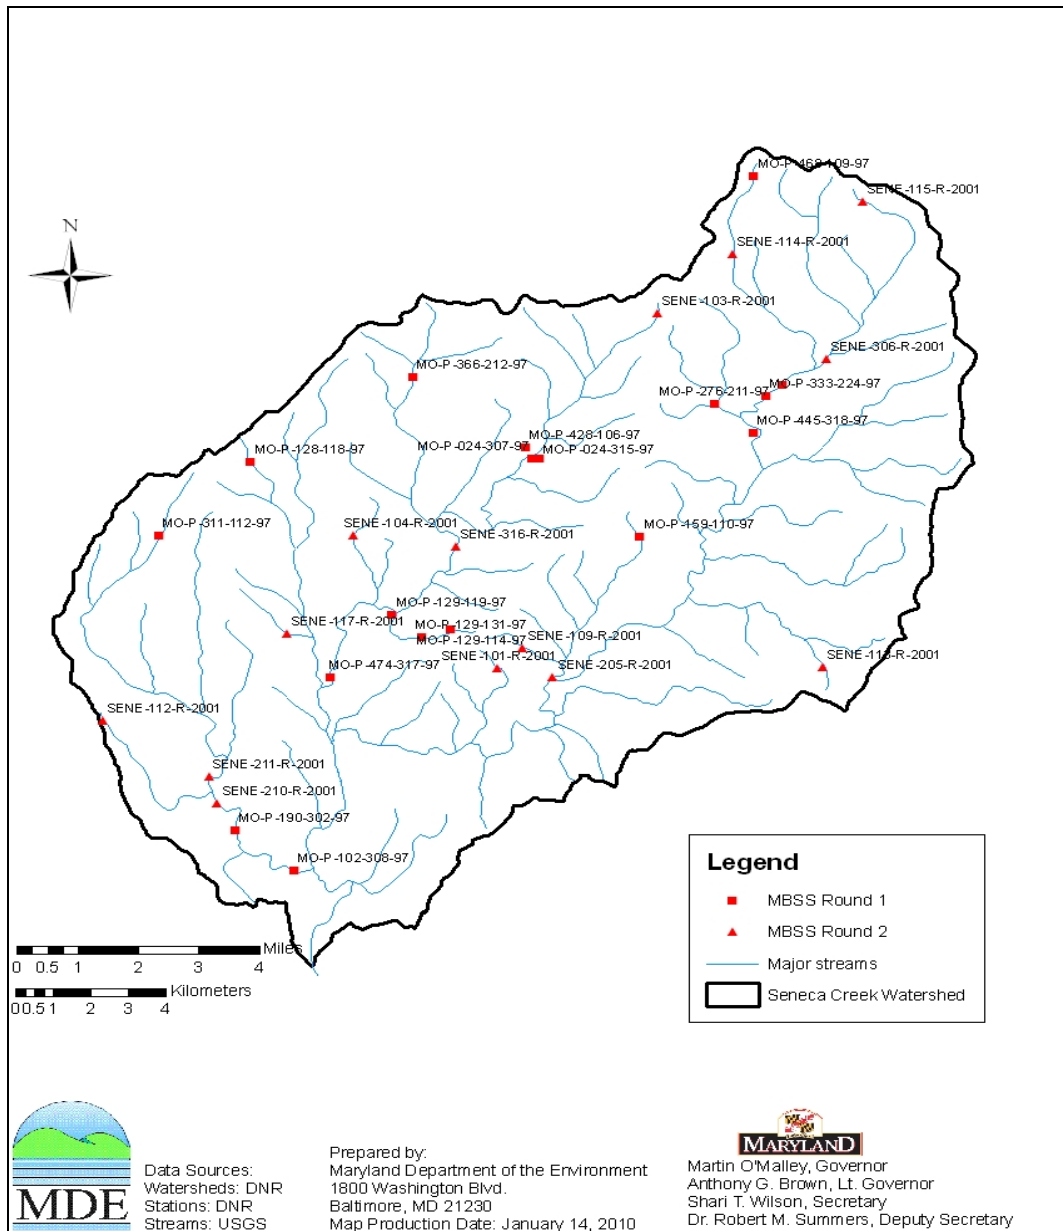 MO-P-468-109-97
SENE-115-R-2001
N
SENE-114-R-2001
SENE-103-R-2001
SENE-306-R-2001
MO-P-366-212-97
MO-P-333-224-97
MO-P-276-211-97
MO-P-445-318-97
MO-P-428-106-97
MO-P-024-307-97
MO-P-024-315-97
MO-P-128-118-97
MO-P-311-112-97
SENE-104-R-2001
MO-P-159-110-97
SENE-316-R-2001
MO-P-129-119-97
SENE-117-R-2001
MO-P-129-131-97
MO-P-129-114-97
SENE-109-R-2001
SENE-101-R-2001
MO-P-474-317-97
SENE-205-R-2001
SENE-113-R-2001
SENE-112-R-2001
SENE-211-R-2001
SENE-210-R-2001
MO-P-190-302-97
MO-P-102-308-97
Legend
MBSS Round 1
MBSS Round 2
Major streams
Seneca Creek Watershed
Miles
0 0.5 1 2 3 4
Kilometers
0 0.5 1 2 3 4
MDE
Data Sources:
Watersheds: DNR
Stations: DNR
Streams: USGS
Prepared by:
Maryland Department of the Environment
1800 Washington Blvd.
Baltimore, MD 21230
Map Production Date: January 14, 2010
MARYLAND
Martin O'Malley, Governor
Anthony G. Brown, Lt. Governor
Shari T. Wilson, Secretary
Dr. Robert M. Summers, Deputy Secretary